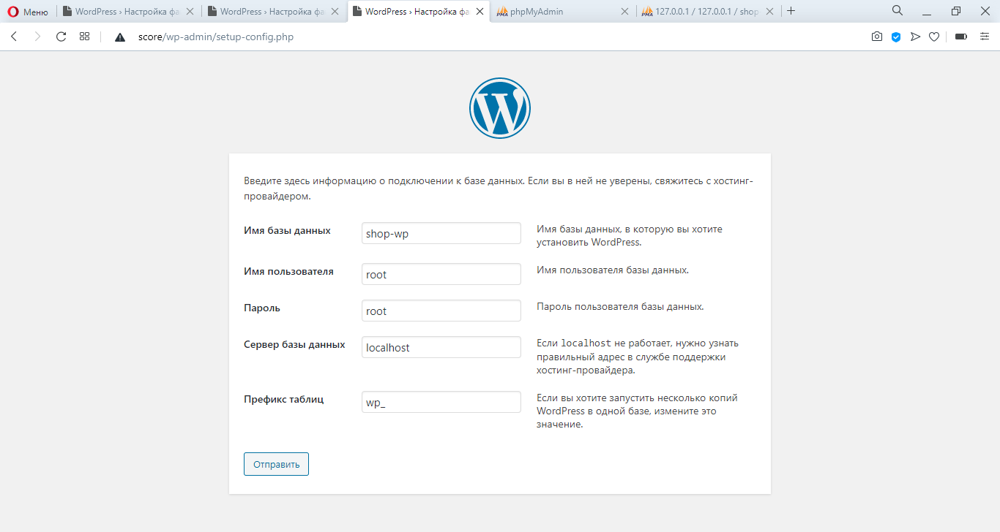 Меню
WordPress › Настройка фа
WordPress › Настройка фа
WordPress › Настройка фа
phpMyAdmin
127.0.0.1 / 127.0.0.1 / shop
score/wp-admin/setup-config.php
Введите здесь информацию о подключении к базе данных. Если вы в ней не уверены, свяжитесь с хостинг-
провайдером.
Имя базы данных
shop-wp
Имя базы данных, в которую вы хотите
установить WordPress.
Имя пользователя
root
Имя пользователя базы данных.
Пароль
root
Пароль пользователя базы данных.
Сервер базы данных
localhost
Если localhost не работает, нужно узнать
правильный адрес в службе поддержки
хостинг-провайдера.
Префикс таблиц
wp_
Если вы хотите запустить несколько копий
WordPress в одной базе, измените это
значение.
Отправить